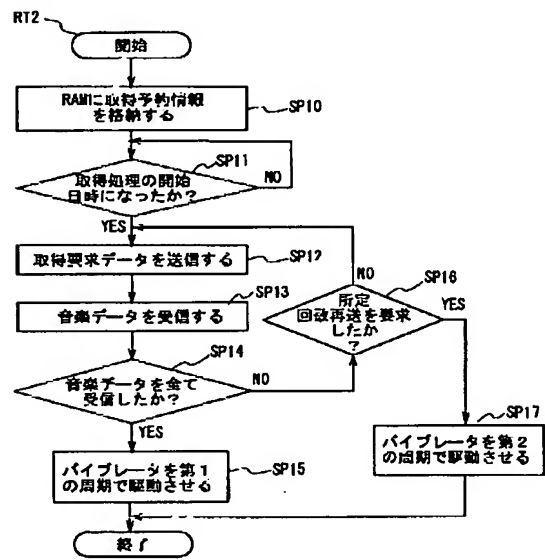 RT2
開始
RAMに取得予約情報
を格納する
SP10
SP11
取得処理の開始
日時になったか?
NO
YES
取得要求データを送信する
SP12
SP13
音楽データを受信する
SP14
音楽データを全て
受信したか?
NO
YES
SP16
所定
回数再送を要求
したか
?
NO
YES
バイブレータを第1
の周期で駆動させる
SP15
SP17
バイブレータを第2
の周期で駆動させる
終了